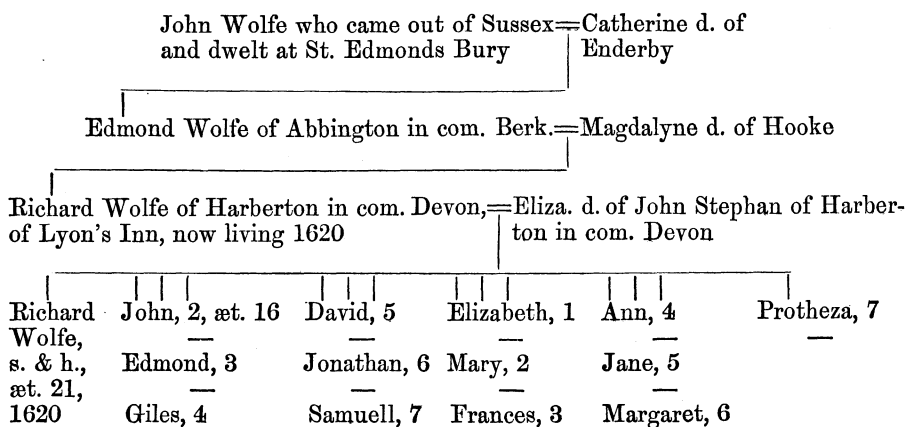 John Wolfe who came out of Sussex=Catherine d. of
and dwelt at St. Edmonds Bury Enderby
Edmond Wolfe of Abbington in com. Berk.=Magdalyne d. of Hooke
Richard Wolfe of Harberton in com. Devon,=Eliza. d. of John Stephan of Harber-
of Lyon's Inn, now living 1620 ton in com. Devon
Richard John, 2, æt. 16 David, 5 Elizabeth, 1 Ann, 4 Protheza, 7
Wolfe,
s. & h., Edmond, 3 Jonathan, 6 Mary, 2 Jane, 5
æt. 21,
1620 Giles, 4 Samuell, 7 Frances, 3 Margaret, 6